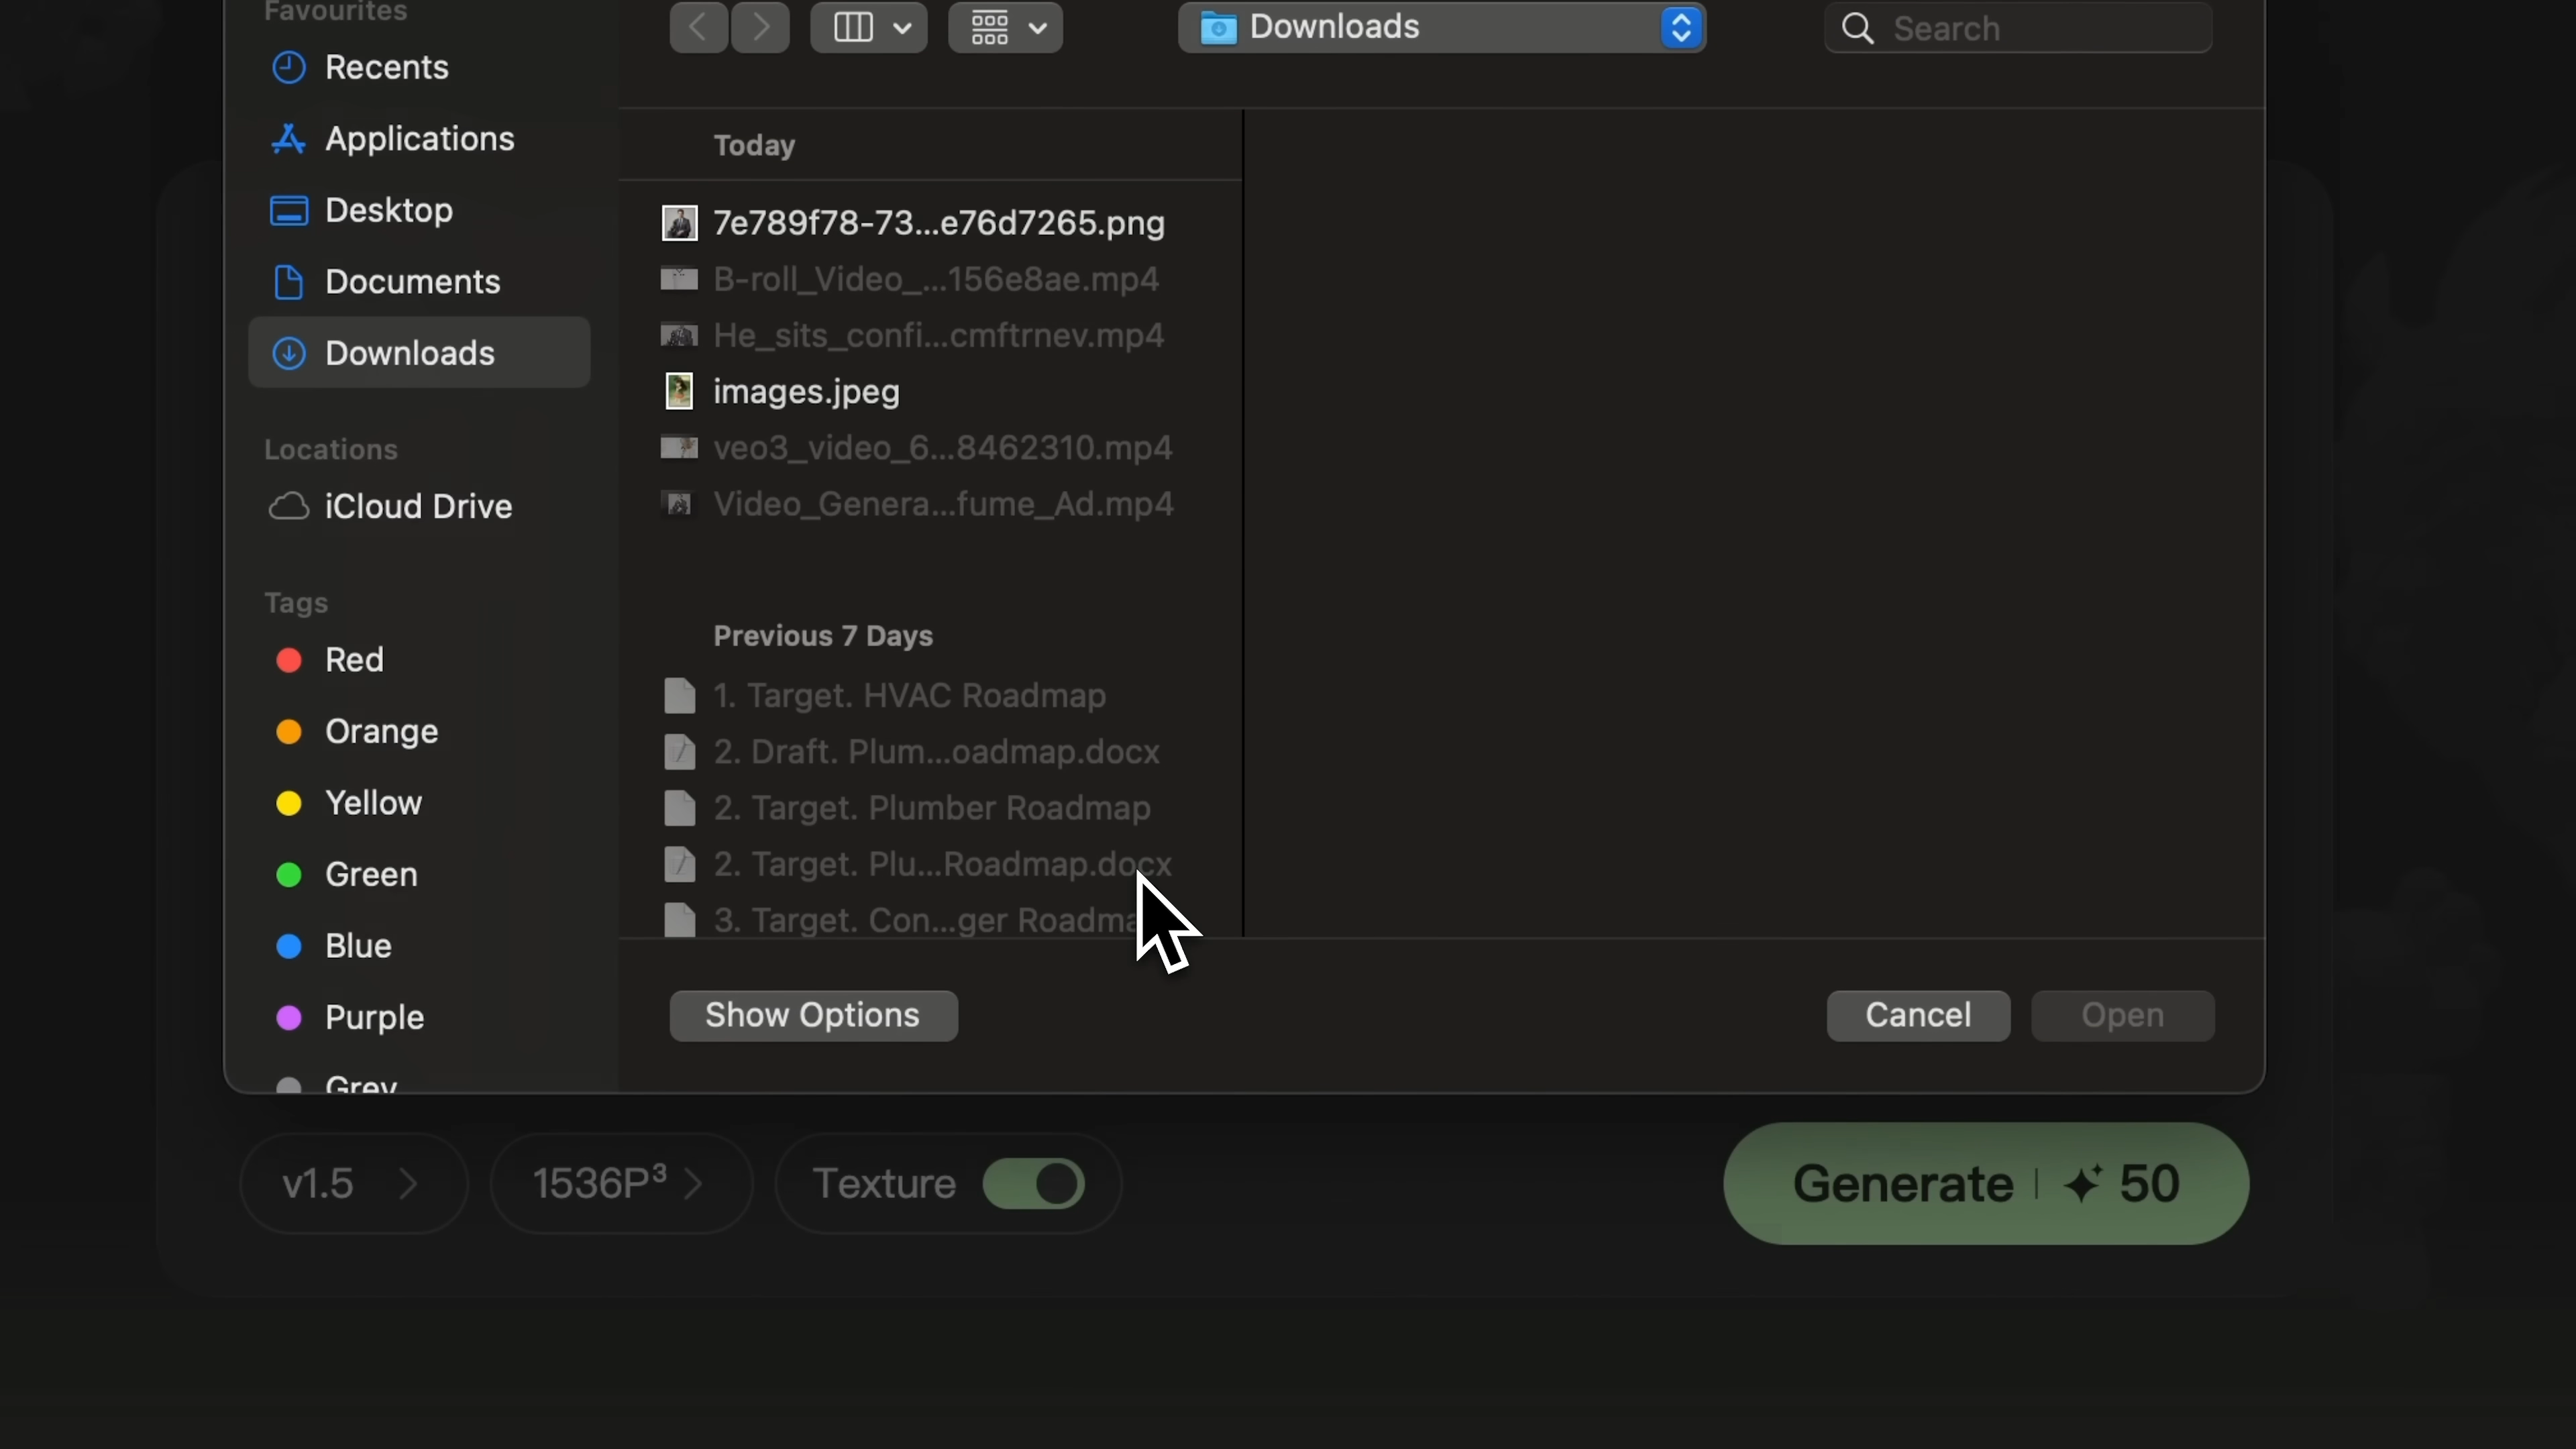 Favourites
Recents
Applications
Desktop
Documents
Downloads
Locations
iCloud Drive
Tags
Red
Orange
Yellow
Green
Blue
Purple
Grey
Downloads
Search
Today
7e789f78-73...e76d7265.png
B-roll_Video_...156e8ae.mp4
He_sits_confi...cmftrnev.mp4
images.jpeg
veo3_video_6...8462310.mp4
Video_Genera...fume_Ad.mp4
Previous 7 Days
1. Target. HVAC Roadmap
2. Draft. Plum...oadmap.docx
2. Target. Plumber Roadmap
2. Target. Plu...Roadmap.docx
3. Target. Con...ger Roadma
Show Options
Cancel
Open
v1.5
1536P³
Texture
Generate | 50